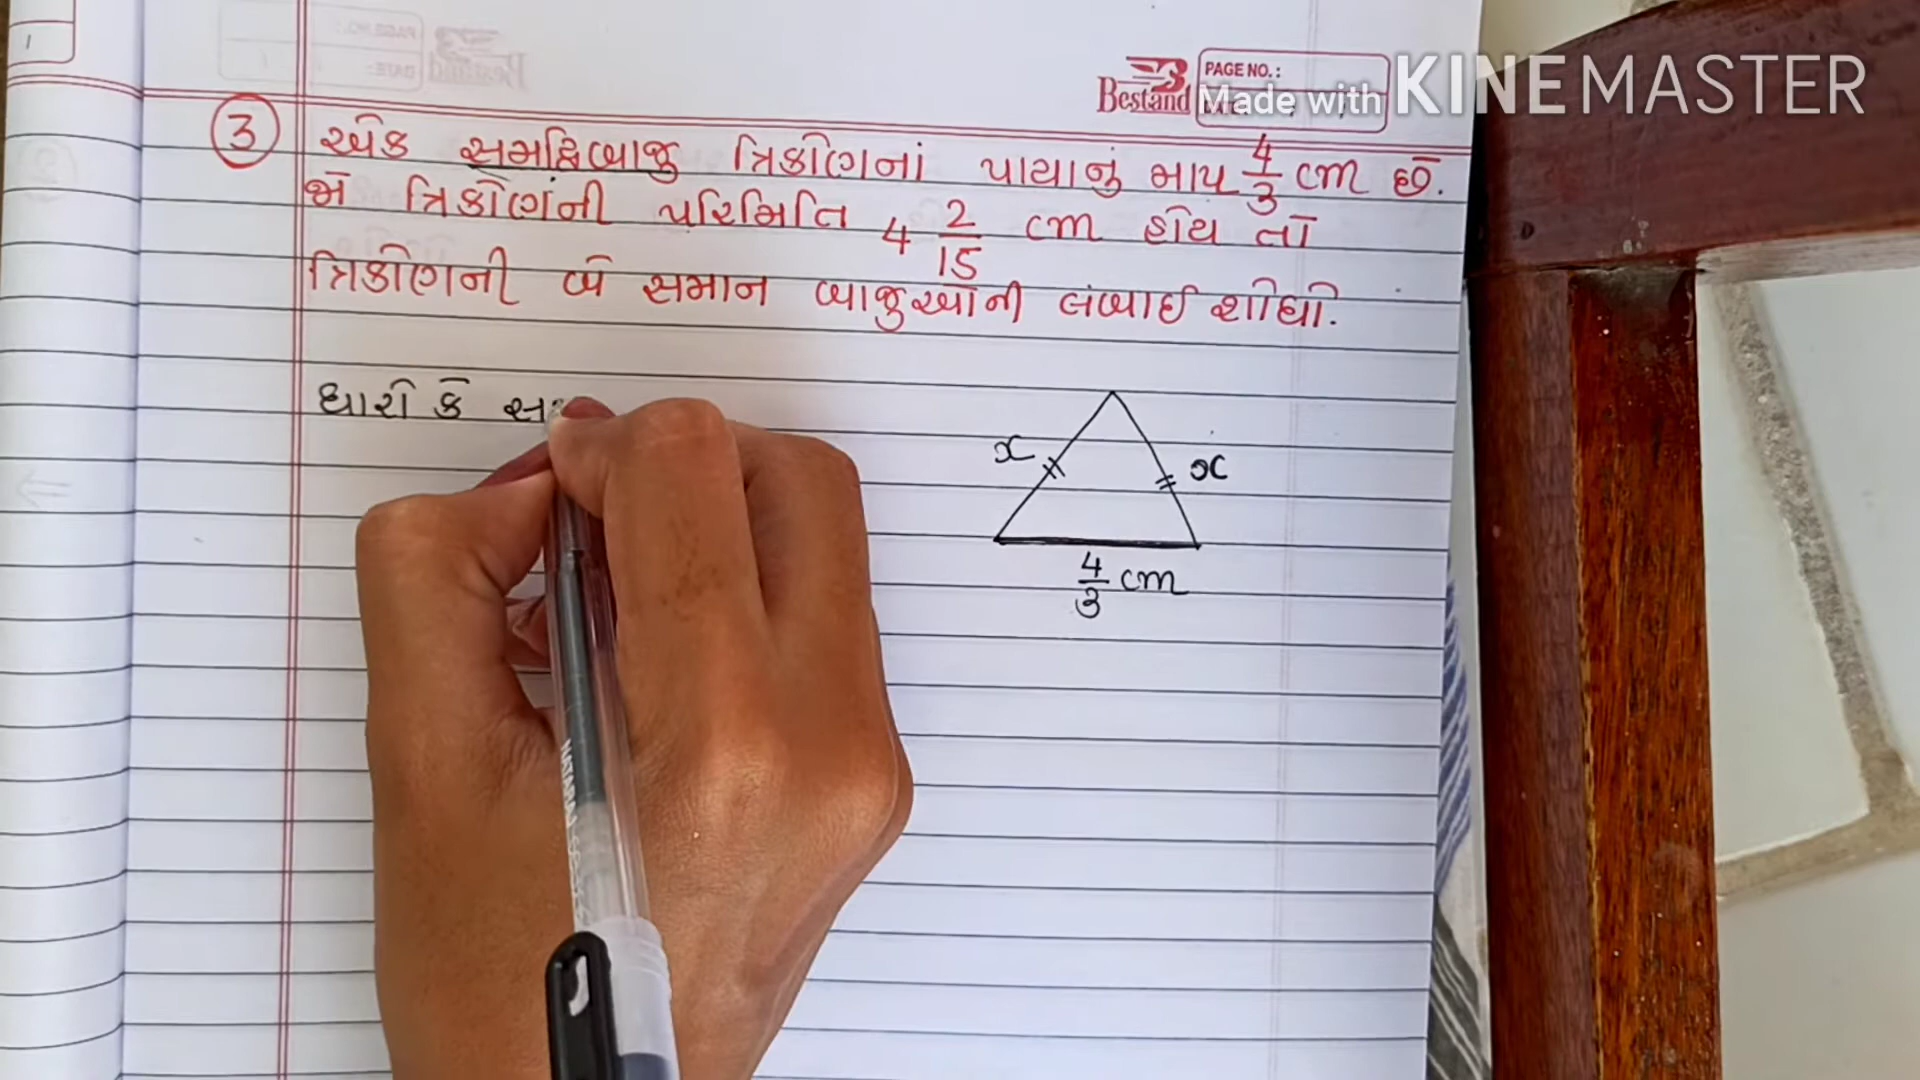 PAGE NO.:
Bestand
Made with KINEMASTER
3 એક સમદ્વિબાજુ ત્રિકોણનાં પાયાનું માપ 4/3 cm છે.
જો ત્રિકોણની પરિમિતિ 4 2/15 cm હોય તો
ત્રિકોણની બે સમાન બાજુઓની લંબાઈ શોધો.
ધારો કે
x x
4/3 cm